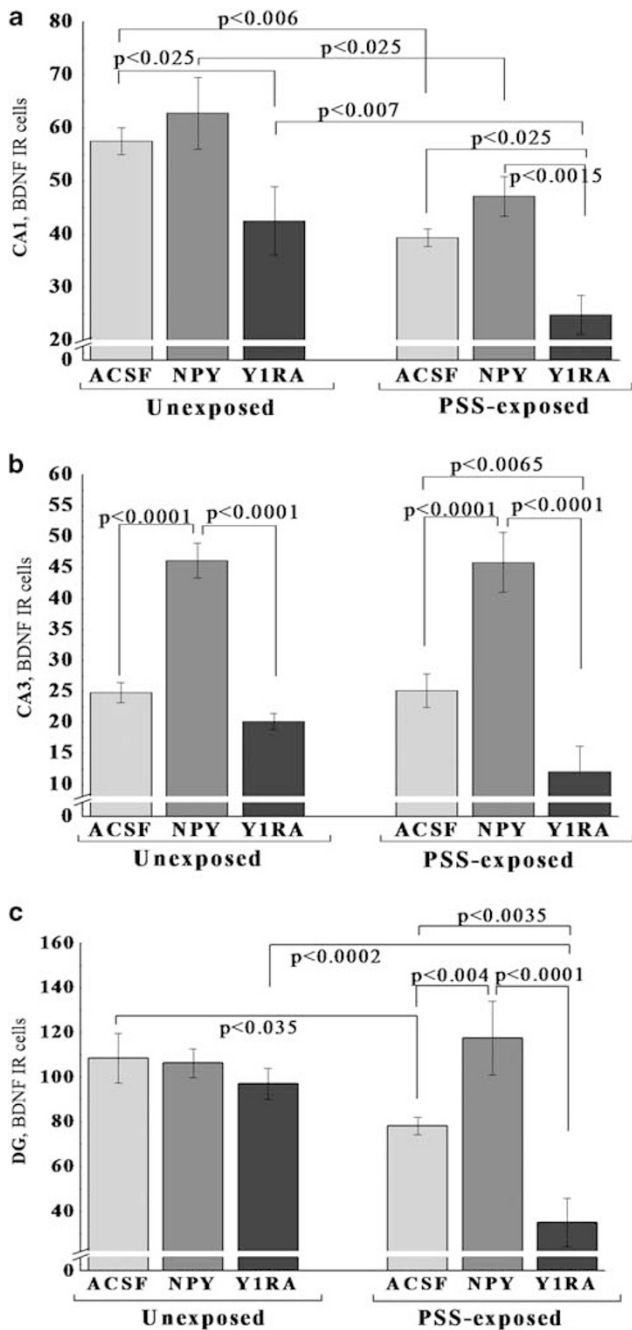 a
80
70
60
50
40
30
20
0
CA1, BDNF IR cells
p<0.006
p<0.025
p<0.025
p<0.007
p<0.025
p<0.0015
ACSF NPY Y1RA ACSF NPY Y1RA
Unexposed PSS-exposed
b
60
55
50
45
40
35
30
25
20
15
10
0
CA3, BDNF IR cells
p<0.0065
p<0.0001 p<0.0001 p<0.0001 p<0.0001
ACSF NPY Y1RA ACSF NPY Y1RA
Unexposed PSS-exposed
c
160
140
120
100
80
60
40
0
DG, BDNF IR cells
p<0.0035
p<0.0002
p<0.004 p<0.0001
p<0.035
ACSF NPY Y1RA ACSF NPY Y1RA
Unexposed PSS-exposed